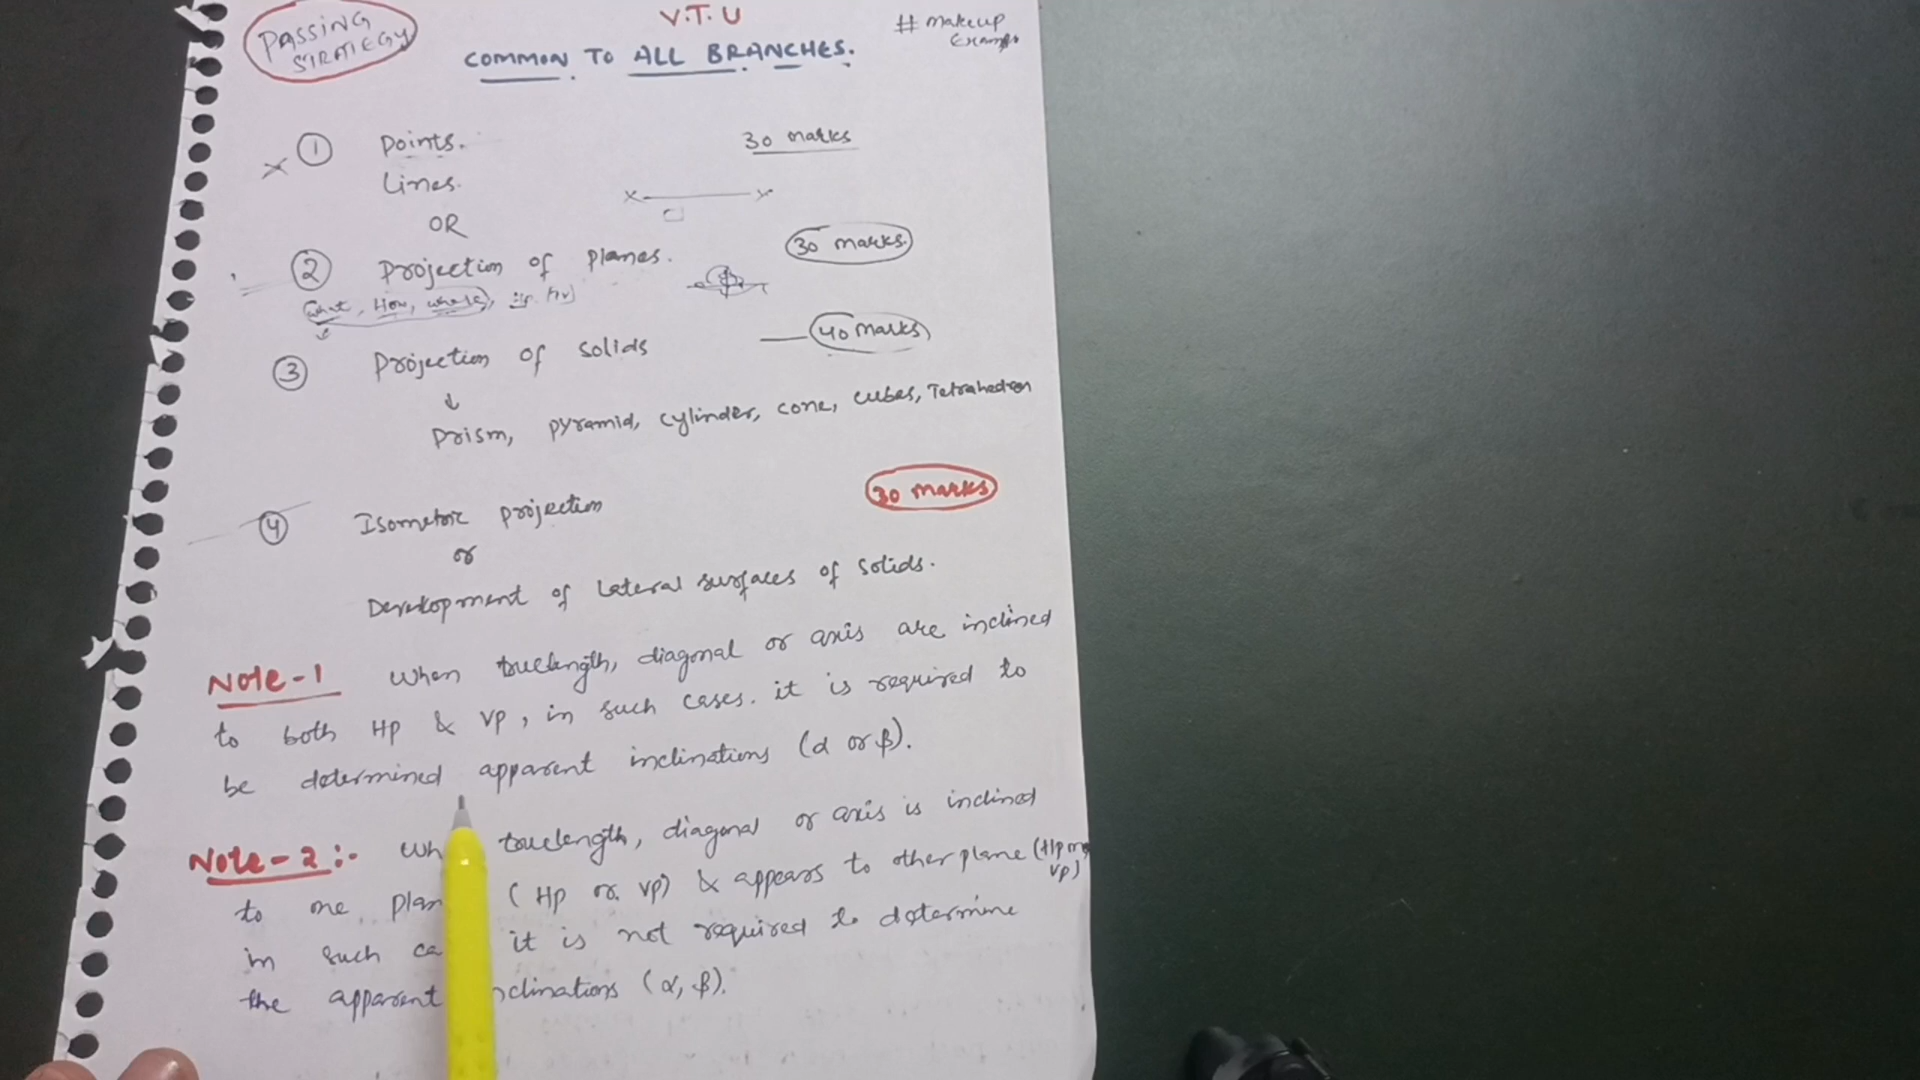 PASSING STRATEGY
V.T.U
# makeup Exams
COMMON TO ALL BRANCHES.
① Points. 30 marks
Lines.
OR
② Projection of planes. 30 marks.
What, How, where,
③ Projection of solids 40 marks
Prism, pyramid, cylinder, cone, cubes, Tetrahedron
④ Isometric projection 30 marks
or
Development of Lateral surfaces of solids.
Note-1 When truelength, diagonal or axis are inclined
to both Hp & Vp, in such cases. it is required to
be determined apparent inclinations (α or β).
Note-2:- Wh truelength, diagonal or axis is inclined
to one plan (Hp or Vp) & appears to other plane (Hp or Vp)
in such ca it is not required to determine
the apparent nclinations (α, β).